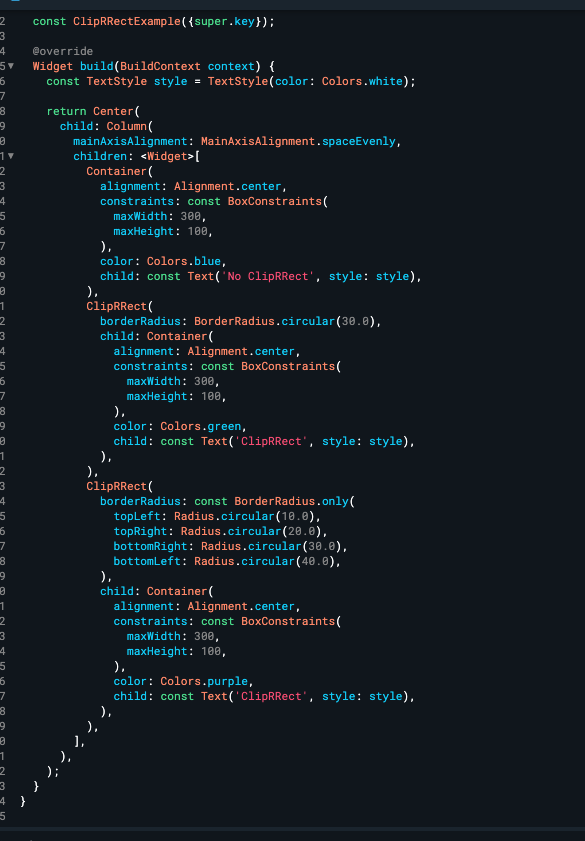 2 const ClipRRectExample({super.key});
3
4 @override
5 Widget build(BuildContext context) {
6 const TextStyle style = TextStyle(color: Colors.white);
7
8 return Center(
9 child: Column(
0 mainAxisAlignment: MainAxisAlignment.spaceEvenly,
1 children: <Widget>[
2 Container(
3 alignment: Alignment.center,
4 constraints: const BoxConstraints(
5 maxWidth: 300,
6 maxHeight: 100,
7 ),
8 color: Colors.blue,
9 child: const Text('No ClipRRect', style: style),
0 ),
1 ClipRRect(
2 borderRadius: BorderRadius.circular(30.0),
3 child: Container(
4 alignment: Alignment.center,
5 constraints: const BoxConstraints(
6 maxWidth: 300,
7 maxHeight: 100,
8 ),
9 color: Colors.green,
0 child: const Text('ClipRRect', style: style),
1 ),
2 ),
3 ClipRRect(
4 borderRadius: const BorderRadius.only(
5 topLeft: Radius.circular(10.0),
6 topRight: Radius.circular(20.0),
7 bottomRight: Radius.circular(30.0),
8 bottomLeft: Radius.circular(40.0),
9 ),
0 child: Container(
1 alignment: Alignment.center,
2 constraints: const BoxConstraints(
3 maxWidth: 300,
4 maxHeight: 100,
5 ),
6 color: Colors.purple,
7 child: const Text('ClipRRect', style: style),
8 ),
9 ),
0 ],
1 ),
2 );
3 }
4 }
5